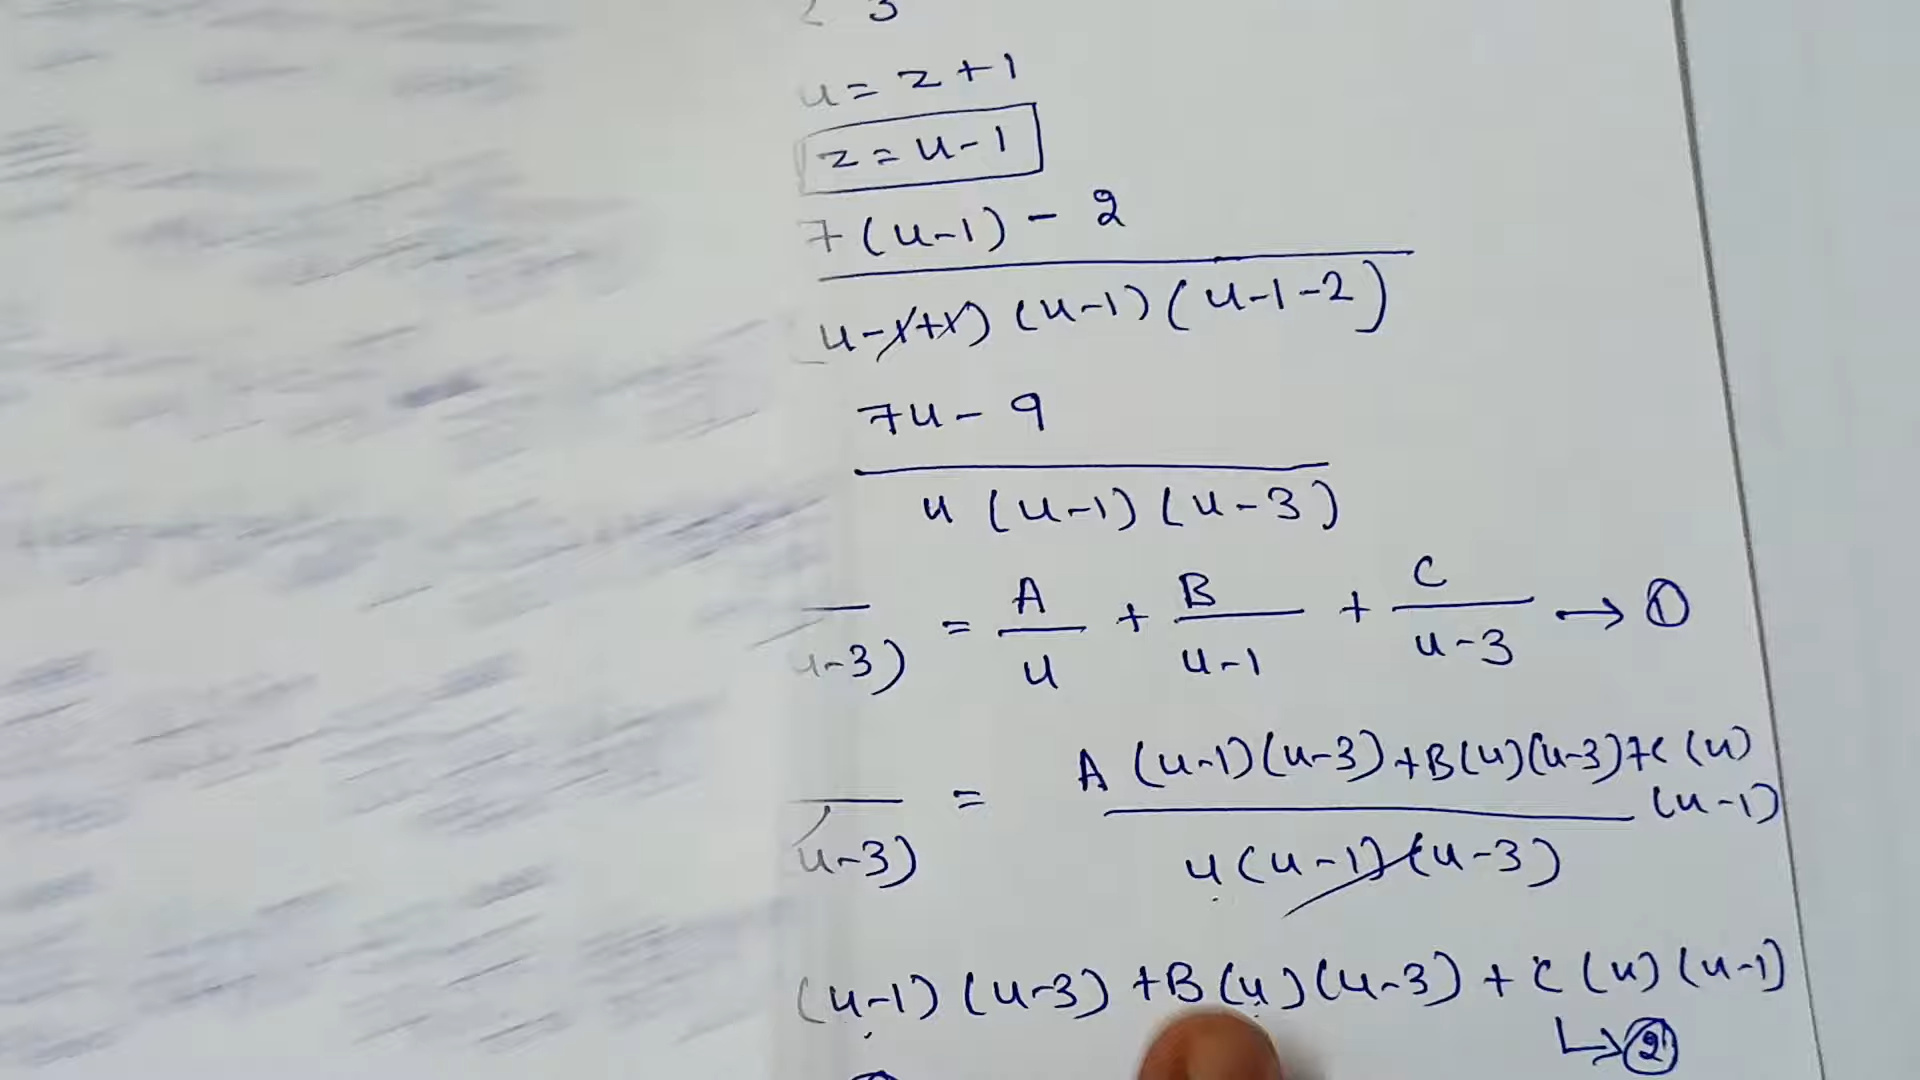 3
u = z + 1
z = u - 1
7(u-1) - 2
u-1+1) (u-1) (u-1-2)
7u - 9
u (u-1) (u-3)
A B C
u-3) = + + → ①
u u-1 u-3
A (u-1)(u-3)+B(u)(u-3)+C(u)
= (u-1)
u-3) u(u-1)(u-3)
(u-1)(u-3) + B(u)(u-3) + C(u)(u-1)
↳ ②